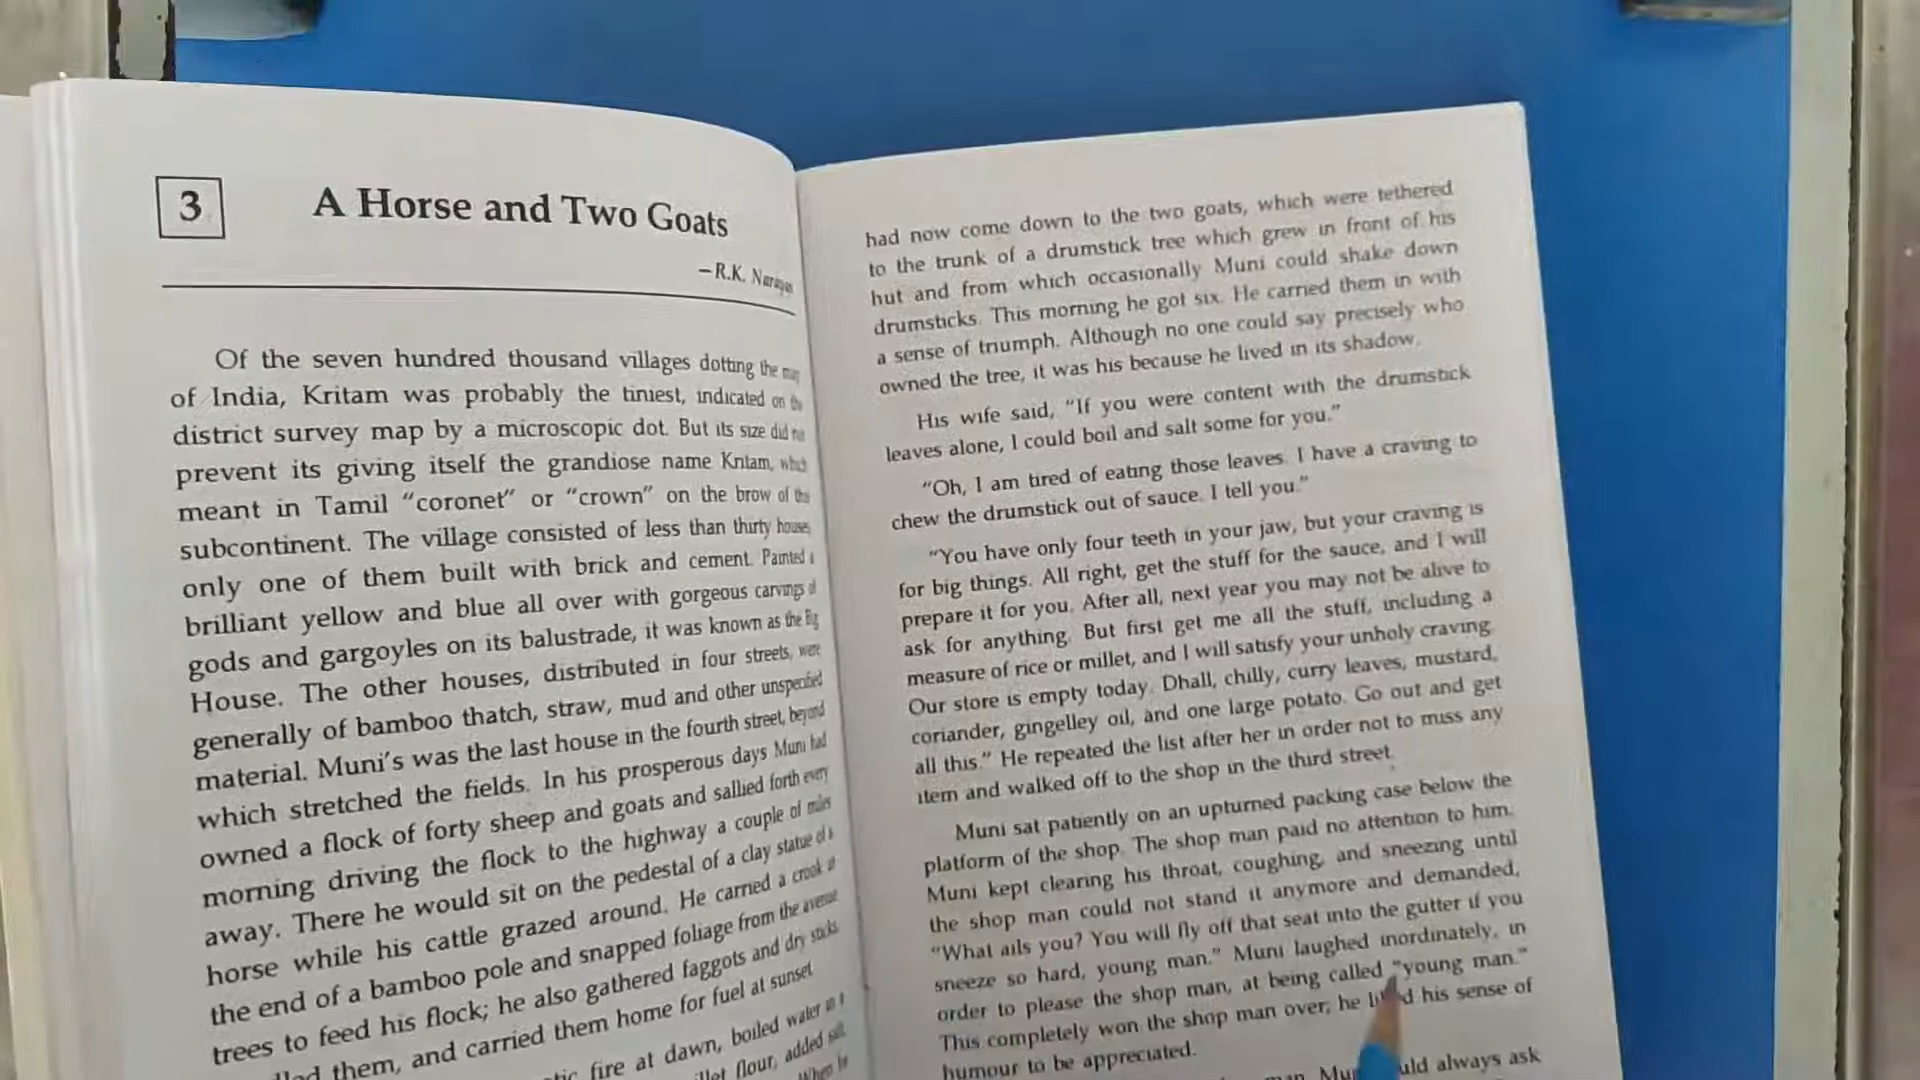 3
A Horse and Two Goats
–R.K. Narayan
Of the seven hundred thousand villages dotting the map
of India, Kritam was probably the tiniest, indicated on the
district survey map by a microscopic dot. But its size did not
prevent its giving itself the grandiose name Kritam, which
meant in Tamil “coronet” or “crown” on the brow of this
subcontinent. The village consisted of less than thirty houses
only one of them built with brick and cement. Painted a
brilliant yellow and blue all over with gorgeous carvings of
gods and gargoyles on its balustrade, it was known as the Big
House. The other houses, distributed in four streets, were
generally of bamboo thatch, straw, mud and other unspecified
material. Muni’s was the last house in the fourth street, beyond
which stretched the fields. In his prosperous days Muni had
owned a flock of forty sheep and goats and sallied forth every
morning driving the flock to the highway a couple of miles
away. There he would sit on the pedestal of a clay statue of a
horse while his cattle grazed around. He carried a crook at
the end of a bamboo pole and snapped foliage from the avenue
trees to feed his flock; he also gathered faggots and dry sticks
them, and carried them home for fuel at sunset.
fire at dawn, boiled water in a
flour, added salt,
When he
had now come down to the two goats, which were tethered
to the trunk of a drumstick tree which grew in front of his
hut and from which occasionally Muni could shake down
drumsticks. This morning he got six. He carried them in with
a sense of triumph. Although no one could say precisely who
owned the tree, it was his because he lived in its shadow.
His wife said, “If you were content with the drumstick
leaves alone, I could boil and salt some for you.”
“Oh, I am tired of eating those leaves. I have a craving to
chew the drumstick out of sauce. I tell you.”
“You have only four teeth in your jaw, but your craving is
for big things. All right, get the stuff for the sauce, and I will
prepare it for you. After all, next year you may not be alive to
ask for anything. But first get me all the stuff, including a
measure of rice or millet, and I will satisfy your unholy craving.
Our store is empty today. Dhall, chilly, curry leaves, mustard,
coriander, gingelley oil, and one large potato. Go out and get
all this.” He repeated the list after her in order not to miss any
item and walked off to the shop in the third street.
Muni sat patiently on an upturned packing case below the
platform of the shop. The shop man paid no attention to him.
Muni kept clearing his throat, coughing, and sneezing until
the shop man could not stand it anymore and demanded,
“What ails you? You will fly off that seat into the gutter if you
sneeze so hard, young man.” Muni laughed inordinately, in
order to please the shop man, at being called “young man.”
This completely won the shop man over; he liked his sense of
humour to be appreciated.
always ask